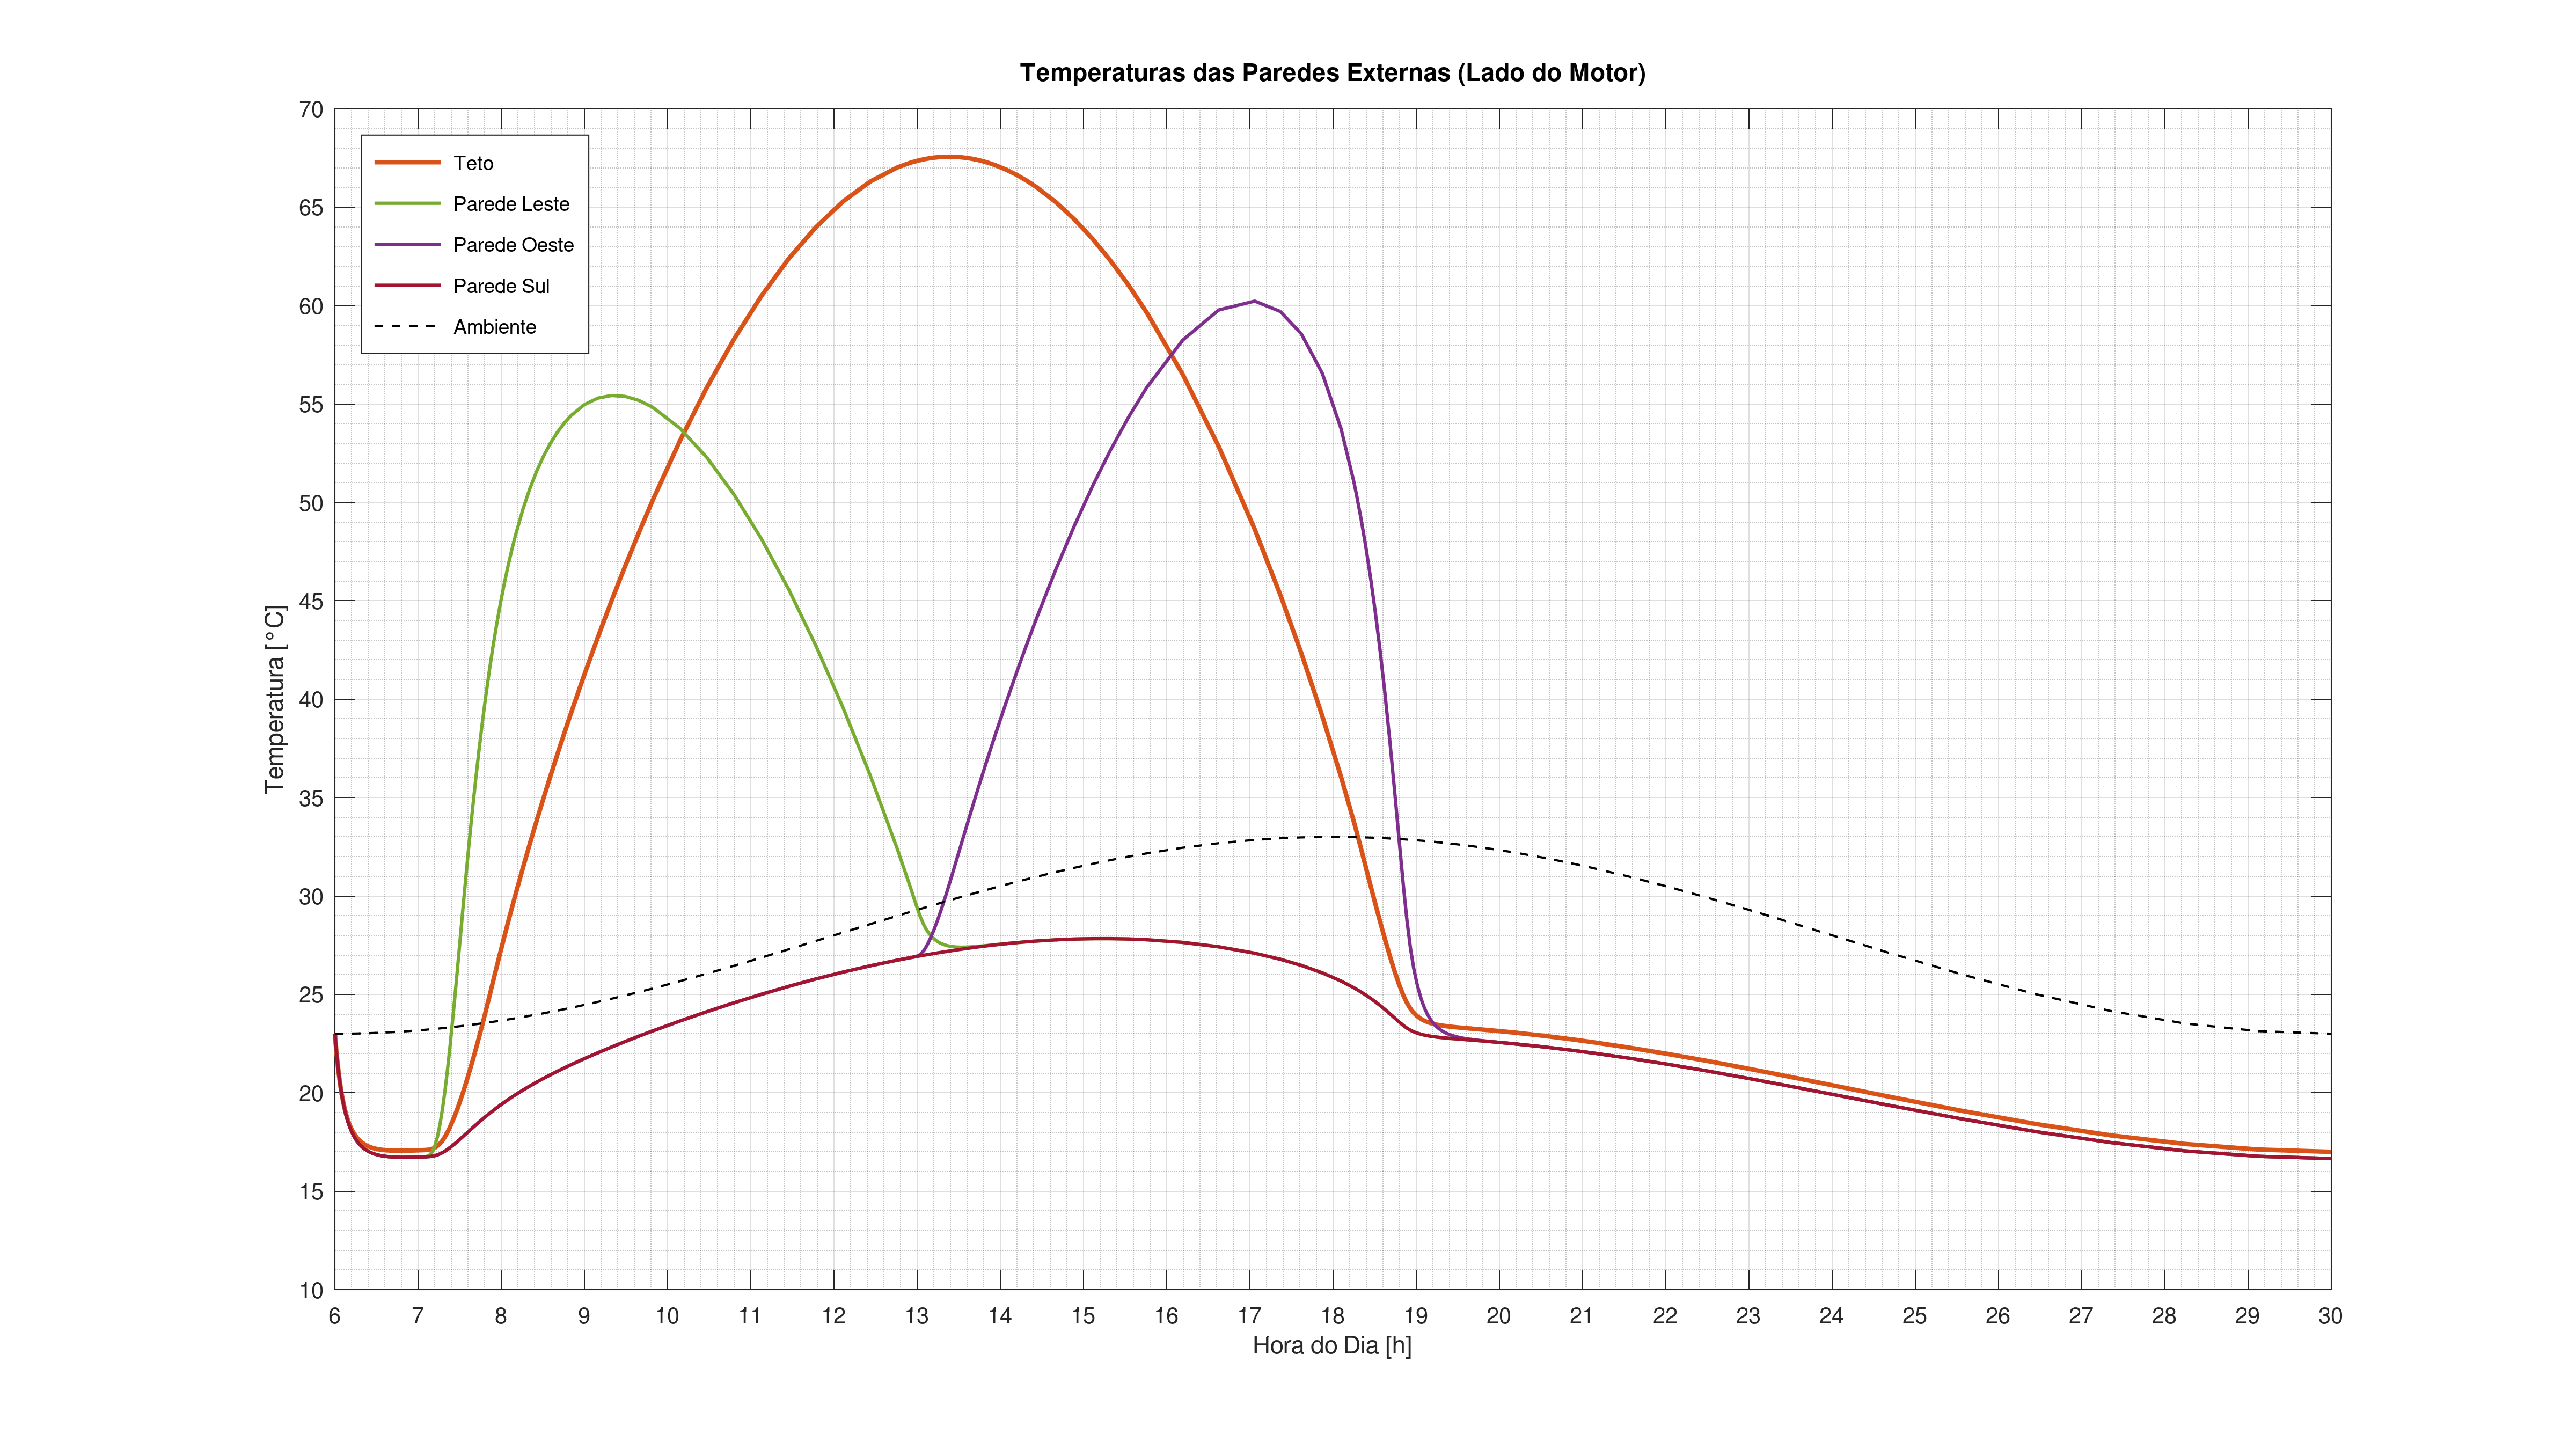 Temperaturas das Paredes Externas (Lado do Motor)
70
65
60
55
50
45
40
35
30
25
20
15
10
Teto
Parede Leste
Parede Oeste
Parede Sul
Ambiente
Temperatura [°C]
6 7 8 9 10 11 12 13 14 15 16 17 18 19 20 21 22 23 24 25 26 27 28 29 30
Hora do Dia [h]